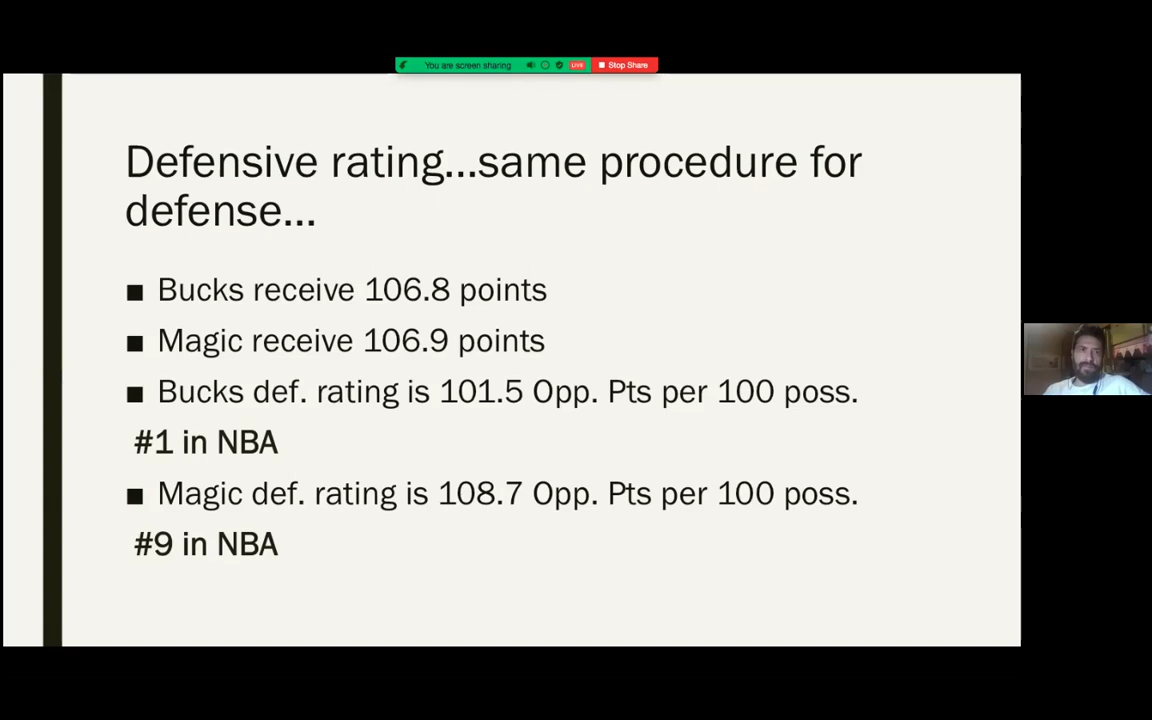 You are screen sharing
LIVE
Stop Share
Defensive rating...same procedure for
defense...
■ Bucks receive 106.8 points
■ Magic receive 106.9 points
■ Bucks def. rating is 101.5 Opp. Pts per 100 poss.
#1 in NBA
■ Magic def. rating is 108.7 Opp. Pts per 100 poss.
#9 in NBA